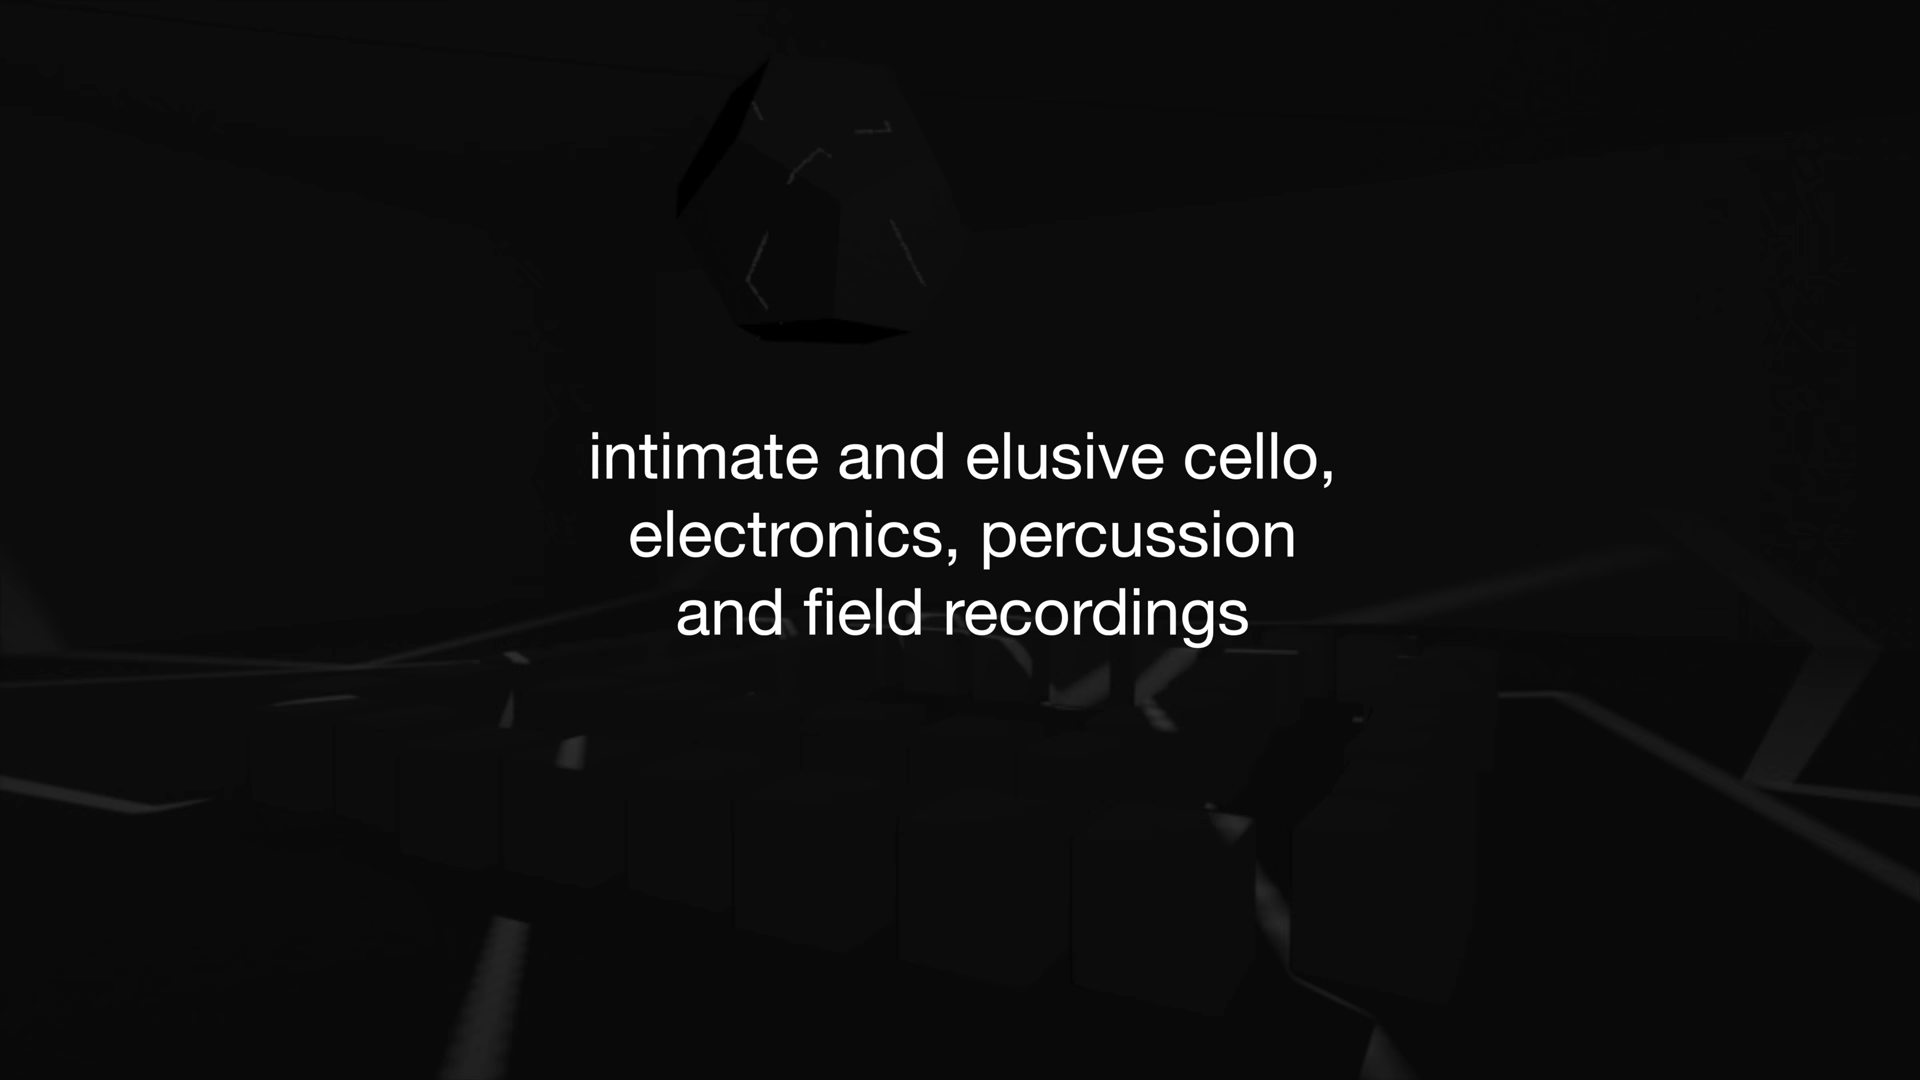 intimate and elusive cello,
electronics, percussion
and field recordings